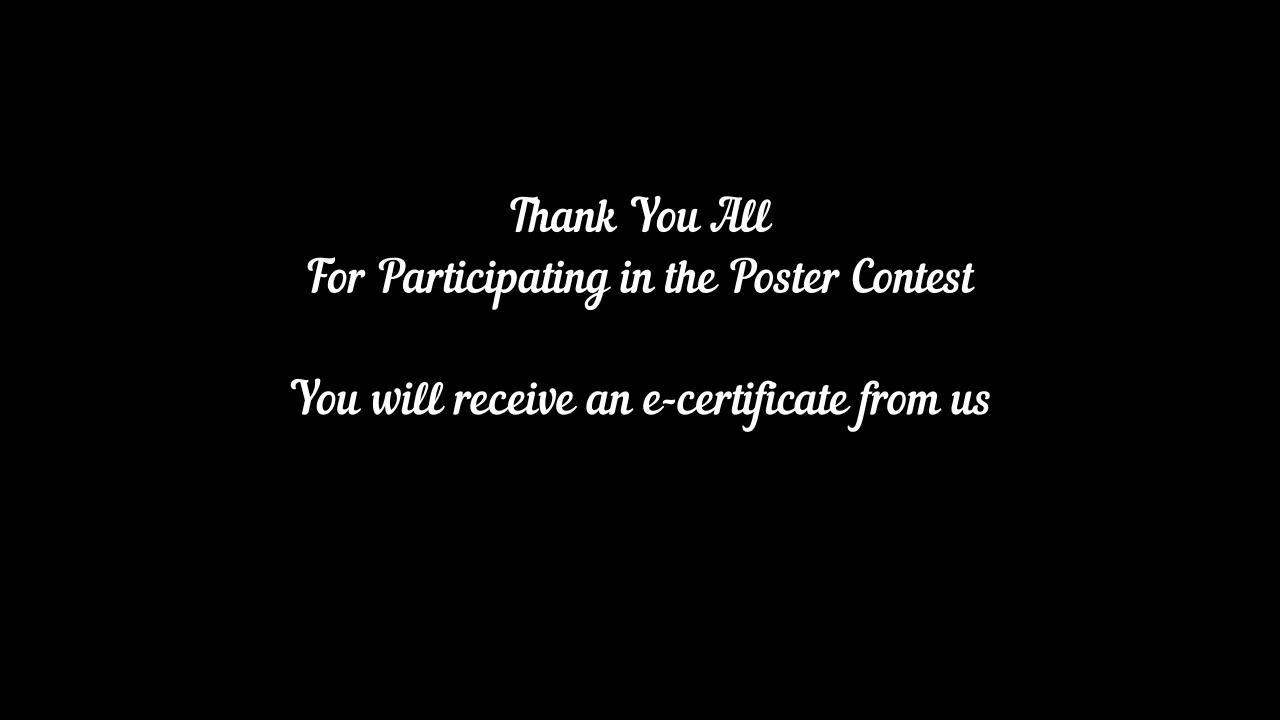 Thank You All
For Participating in the Poster Contest
You will receive an e-certificate from us